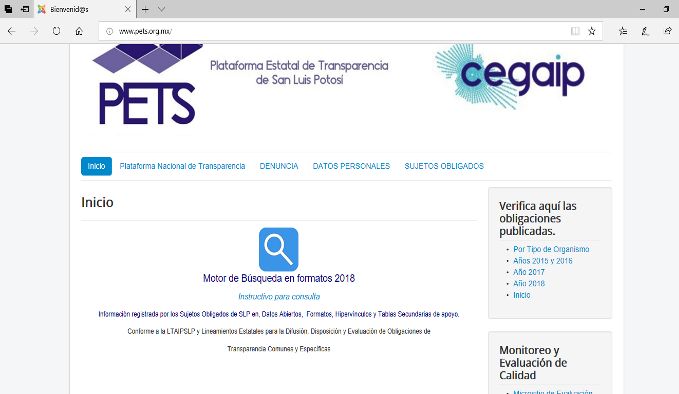 Bienvenid@s
www.pets.org.mx/
PETS
Plataforma Estatal de Transparencia
de San Luis Potosí
cegaip
Inicio
Plataforma Nacional de Transparencia
DENUNCIA
DATOS PERSONALES
SUJETOS OBLIGADOS
Inicio
Motor de Búsqueda en formatos 2018
Instructivo para consulta
Información registrada por los Sujetos Obligados de SLP en, Datos Abiertos, Formatos, Hipervínculos y Tablas Secundarias de apoyo.
Conforme a la LTAIPSLP y Lineamientos Estatales para la Difusión, Disposición y Evaluación de Obligaciones de
Transparencia Comunes y Específicas
Verifica aquí las
obligaciones
publicadas.
Por Tipo de Organismo
Años 2015 y 2016
Año 2017
Año 2018
Inicio
Monitoreo y
Evaluación de
Calidad
Micrositio de Evaluación